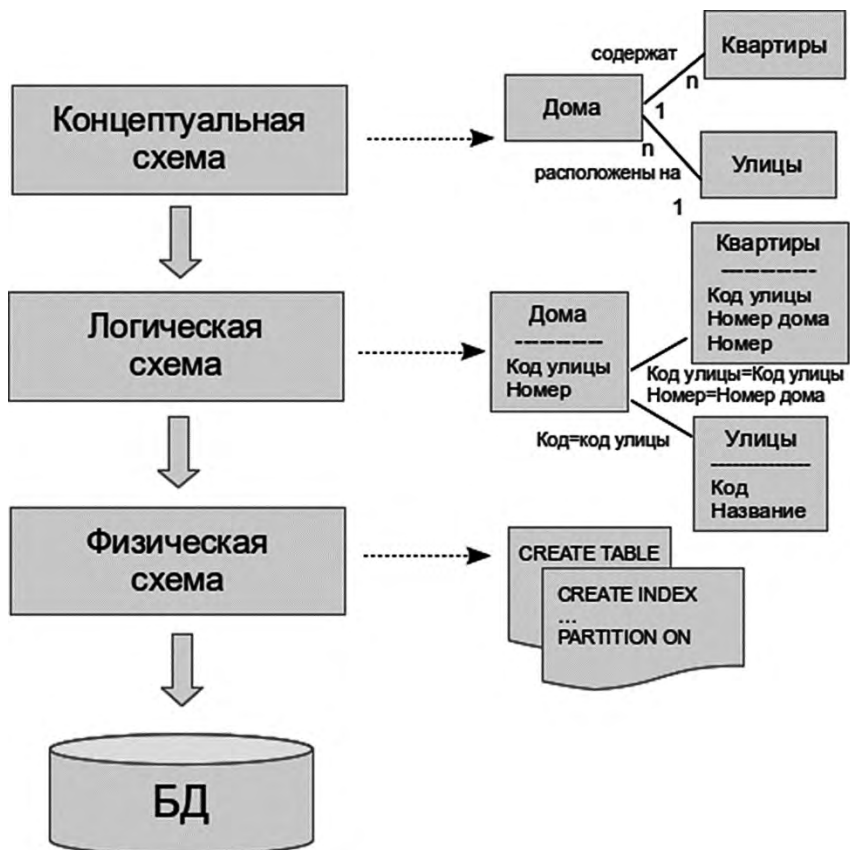 Концептуальная
схема
содержат
Квартиры
n
Дома
1
n
расположены на
Улицы
1
Логическая
схема
Дома
-------------
Код улицы
Номер
Квартиры
-------------
Код улицы
Номер дома
Номер
Код улицы=Код улицы
Номер=Номер дома
Код=код улицы
Улицы
-------------
Код
Название
Физическая
схема
CREATE TABLE
CREATE INDEX
...
PARTITION ON
БД